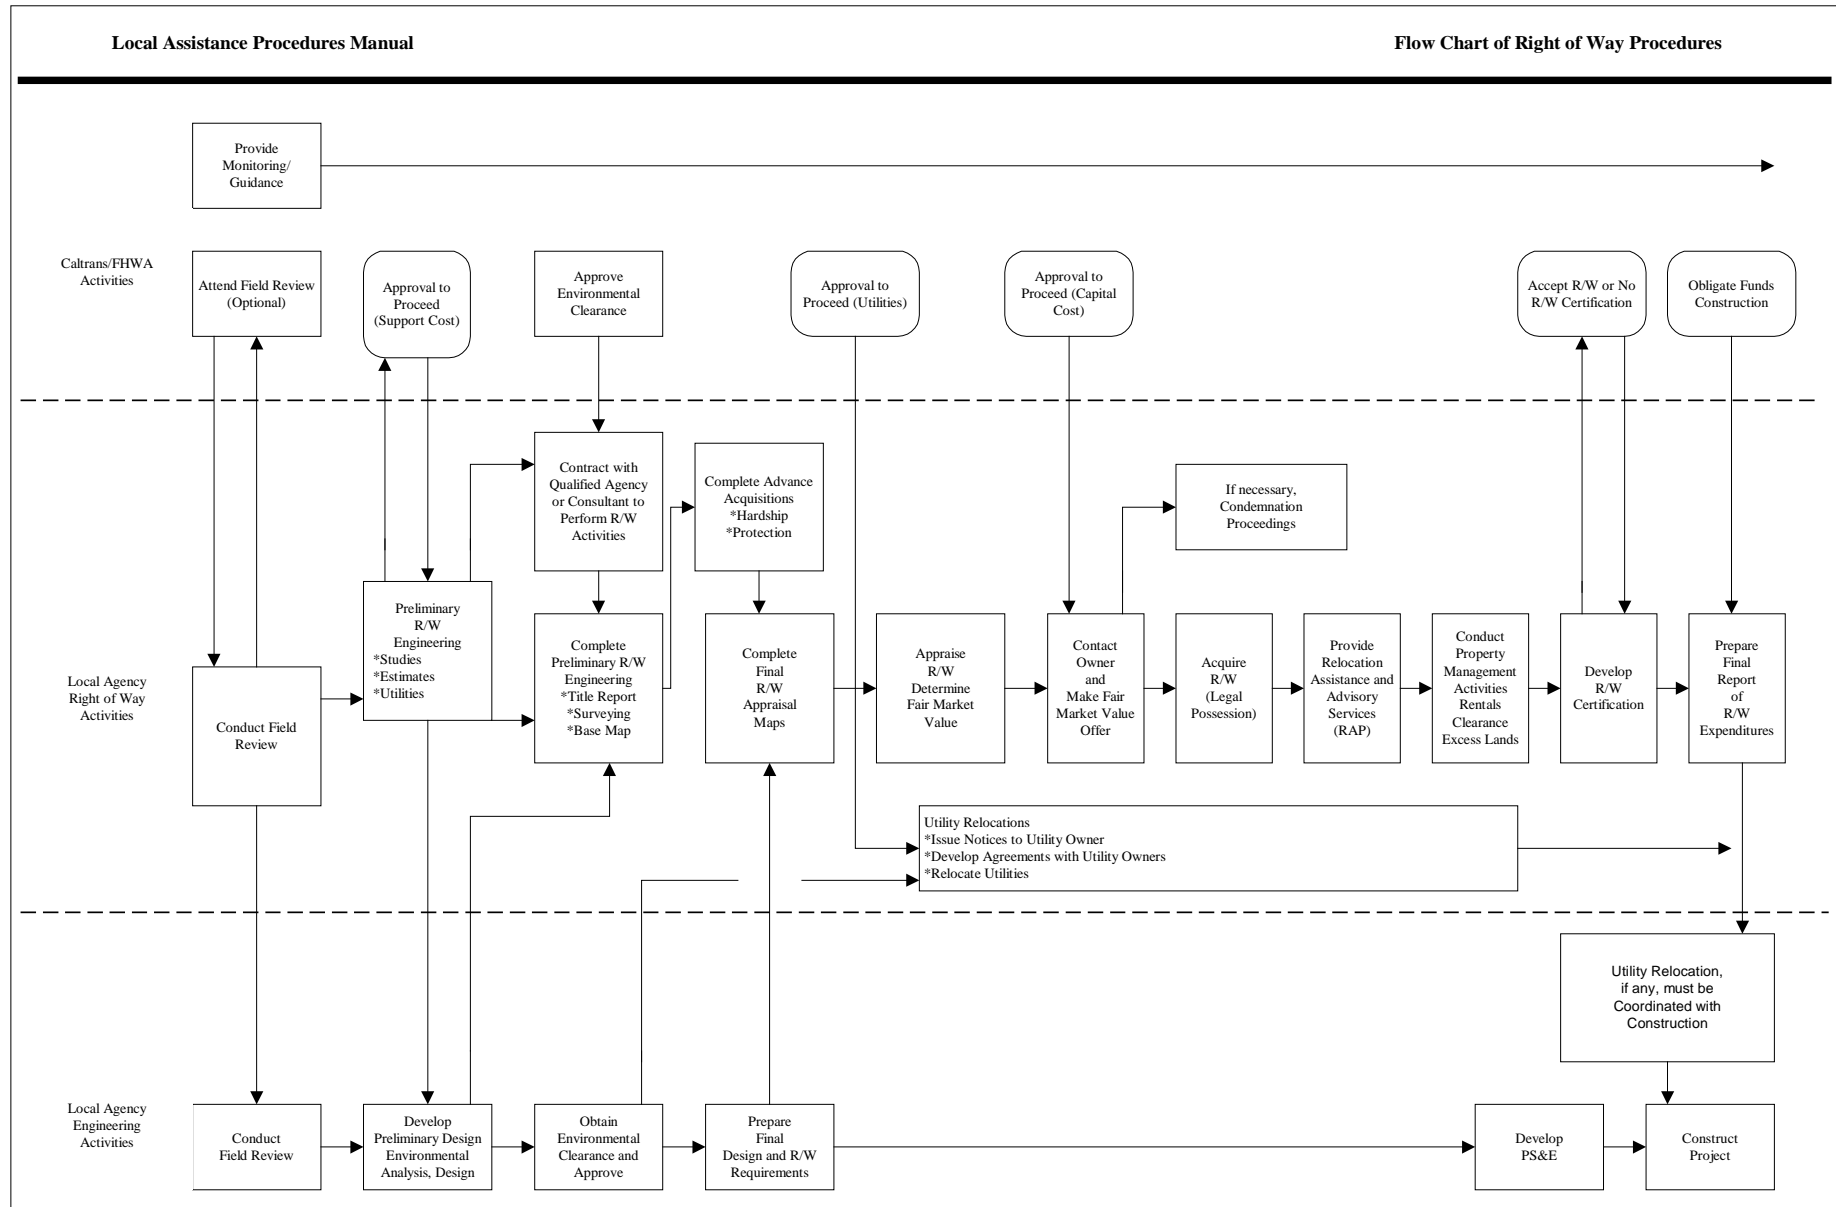 Local Assistance Procedures Manual
Flow Chart of Right of Way Procedures
Provide
Monitoring/
Guidance
Caltrans/FHWA
Activities
Attend Field Review
(Optional)
Approval to
Proceed
(Support Cost)
Approve
Environmental
Clearance
Approval to
Proceed (Utilities)
Approval to
Proceed (Capital
Cost)
Accept R/W or No
R/W Certification
Obligate Funds
Construction
Local Agency
Right of Way
Activities
Conduct Field
Review
Preliminary
R/W
Engineering
*Studies
*Estimates
*Utilities
Contract with
Qualified Agency
or Consultant to
Perform R/W
Activities
Complete
Preliminary R/W
Engineering
*Title Report
*Surveying
*Base Map
Complete Advance
Acquisitions
*Hardship
*Protection
Complete
Final
R/W
Appraisal
Maps
Appraise
R/W
Determine
Fair Market
Value
Contact
Owner
and
Make Fair
Market Value
Offer
If necessary,
Condemnation
Proceedings
Acquire
R/W
(Legal
Possession)
Provide
Relocation
Assistance and
Advisory
Services
(RAP)
Conduct
Property
Management
Activities
Rentals
Clearance
Excess Lands
Develop
R/W
Certification
Prepare
Final
Report
of
R/W
Expenditures
Utility Relocations
*Issue Notices to Utility Owner
*Develop Agreements with Utility Owners
*Relocate Utilities
Utility Relocation,
if any, must be
Coordinated with
Construction
Local Agency
Engineering
Activities
Conduct
Field Review
Develop
Preliminary Design
Environmental
Analysis, Design
Obtain
Environmental
Clearance and
Approve
Prepare
Final
Design and R/W
Requirements
Develop
PS&E
Construct
Project